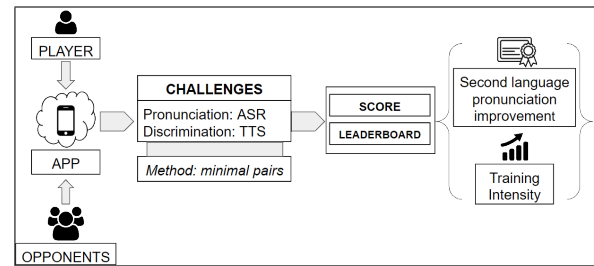 PLAYER
APP
OPPONENTS
CHALLENGES
Pronunciation: ASR
Discrimination: TTS
Method: minimal pairs
SCORE
LEADERBOARD
Second language
pronunciation
improvement
Training
Intensity